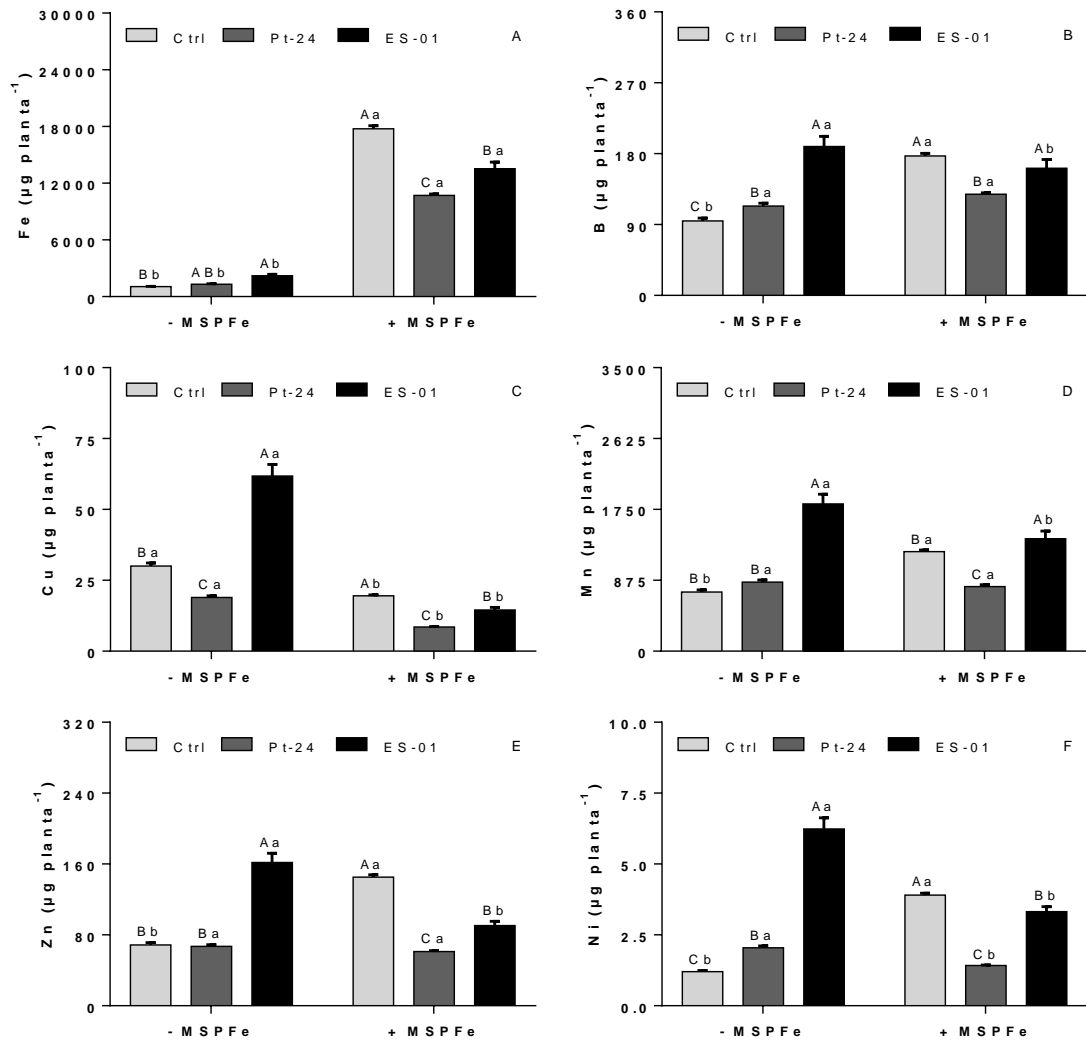 Ctrl Pt-24 ES-01 A
Fe (µg planta⁻¹)
30000
24000
18000
12000
6000
0
Bb ABb Ab Aa Ca Ba
-MSPFe +MSPFe
Ctrl Pt-24 ES-01 B
B (µg planta⁻¹)
360
270
180
90
0
Cb Ba Aa Aa Ba Ab
-MSPFe +MSPFe
Ctrl Pt-24 ES-01 C
Cu (µg planta⁻¹)
100
75
50
25
0
Ba Ca Aa Ab Cb Bb
-MSPFe +MSPFe
Ctrl Pt-24 ES-01 D
Mn (µg planta⁻¹)
3500
2625
1750
875
0
Bb Ba Aa Ba Ca Ab
-MSPFe +MSPFe
Ctrl Pt-24 ES-01 E
Zn (µg planta⁻¹)
320
240
160
80
0
Bb Ba Aa Aa Ca Bb
-MSPFe +MSPFe
Ctrl Pt-24 ES-01 F
Ni (µg planta⁻¹)
10.0
7.5
5.0
2.5
0.0
Cb Ba Aa Aa Cb Bb
-MSPFe +MSPFe